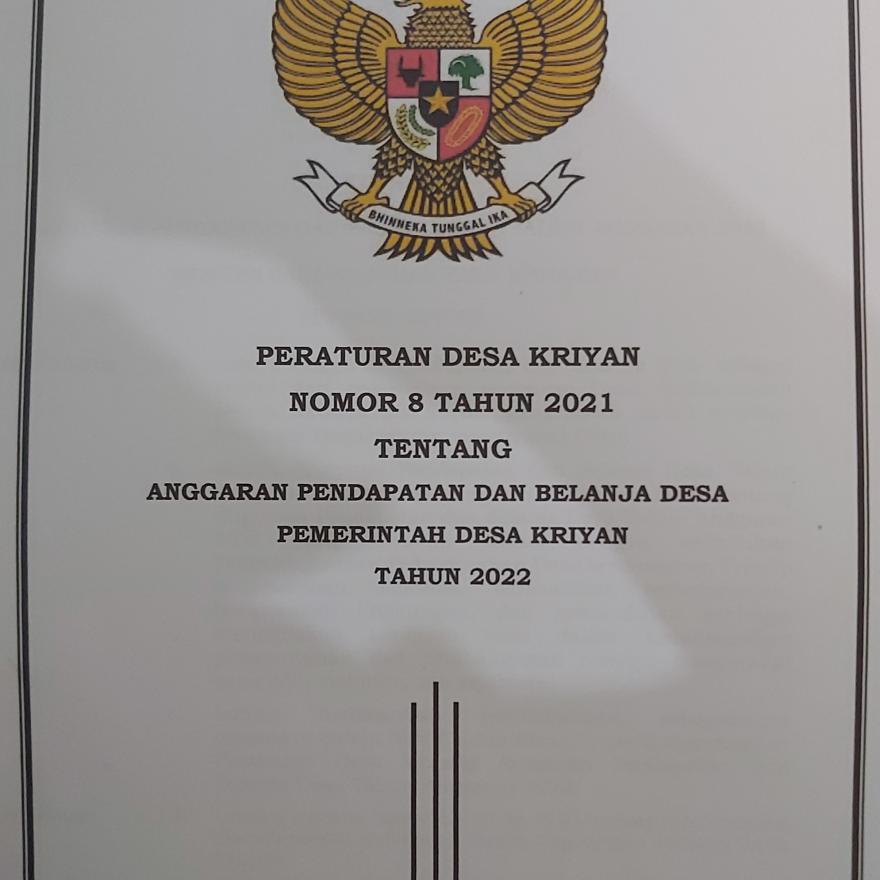 BHINNEKA TUNGGAL IKA
PERATURAN DESA KRIYAN
NOMOR 8 TAHUN 2021
TENTANG
ANGGARAN PENDAPATAN DAN BELANJA DESA
PEMERINTAH DESA KRIYAN
TAHUN 2022